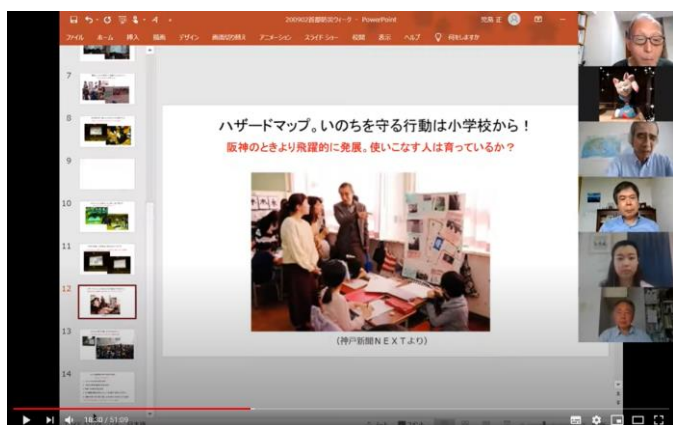 200902首都防災ウィーク - PowerPoint
児島 正
ファイル ホーム 挿入 描画 デザイン 画面切り替え アニメーション スライド ショー 校閲 表示 ヘルプ 何をしますか
7
8
9
10
11
12
13
14
ハザードマップ。いのちを守る行動は小学校から！
阪神のときより飛躍的に発展。使いこなす人は育っているか？
(神戸新聞ＮＥＸＴより)